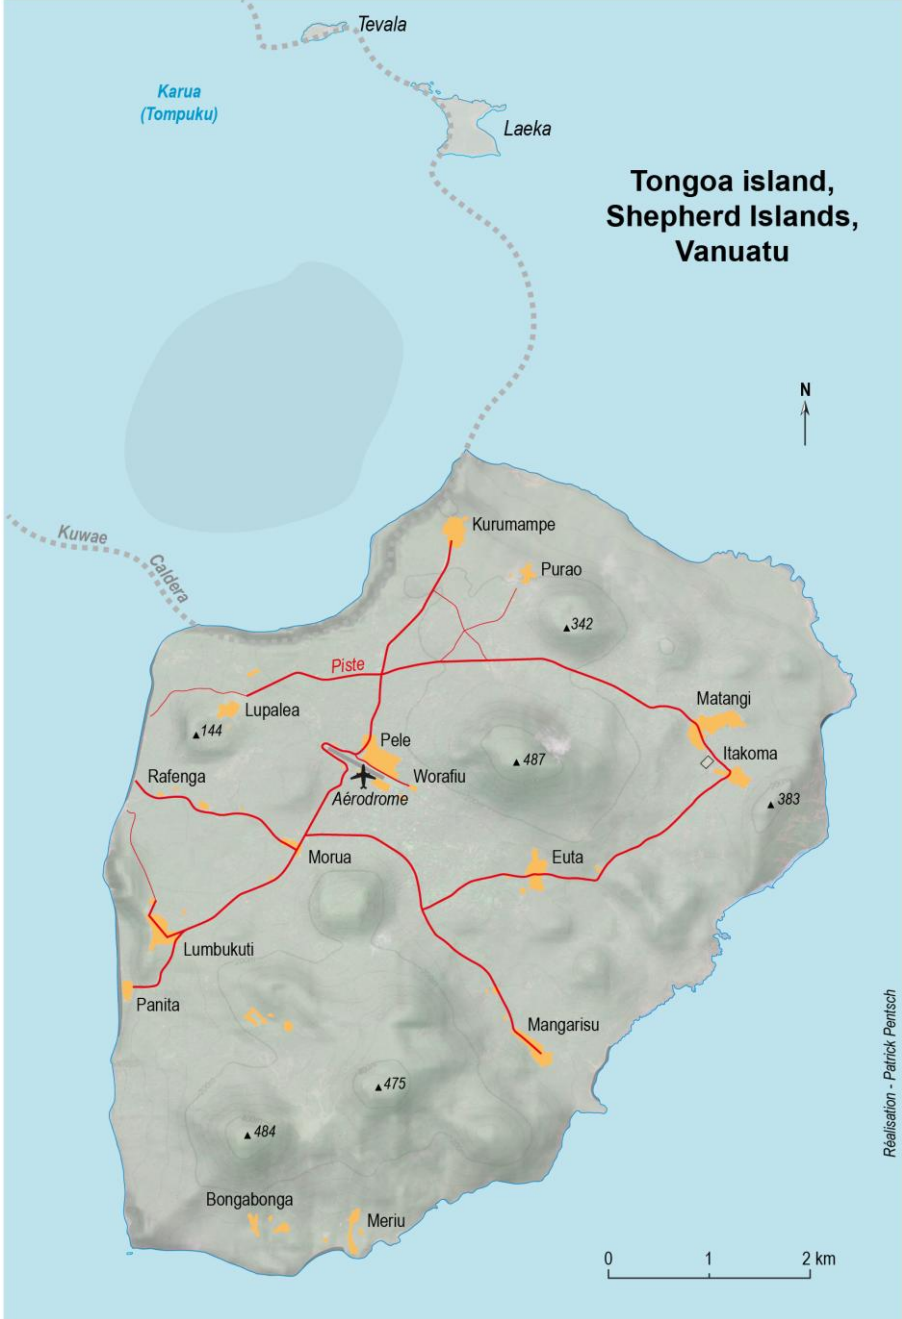 Tevala
Karua
(Tompuku)
Laeka
Tongoa island,
Shepherd Islands,
Vanuatu
N
Kuwae
Caldera
Kurumampe
Purao
342
Piste
Lupalea
144
Matangi
Pele
Itakoma
487
Rafenga
Worafiu
Aérodrome
383
Morua
Euta
Lumbukuti
Panita
Mangarisu
475
484
Bongabonga
Meriu
0 1 2 km
Réalisation - Patrick Pentsch